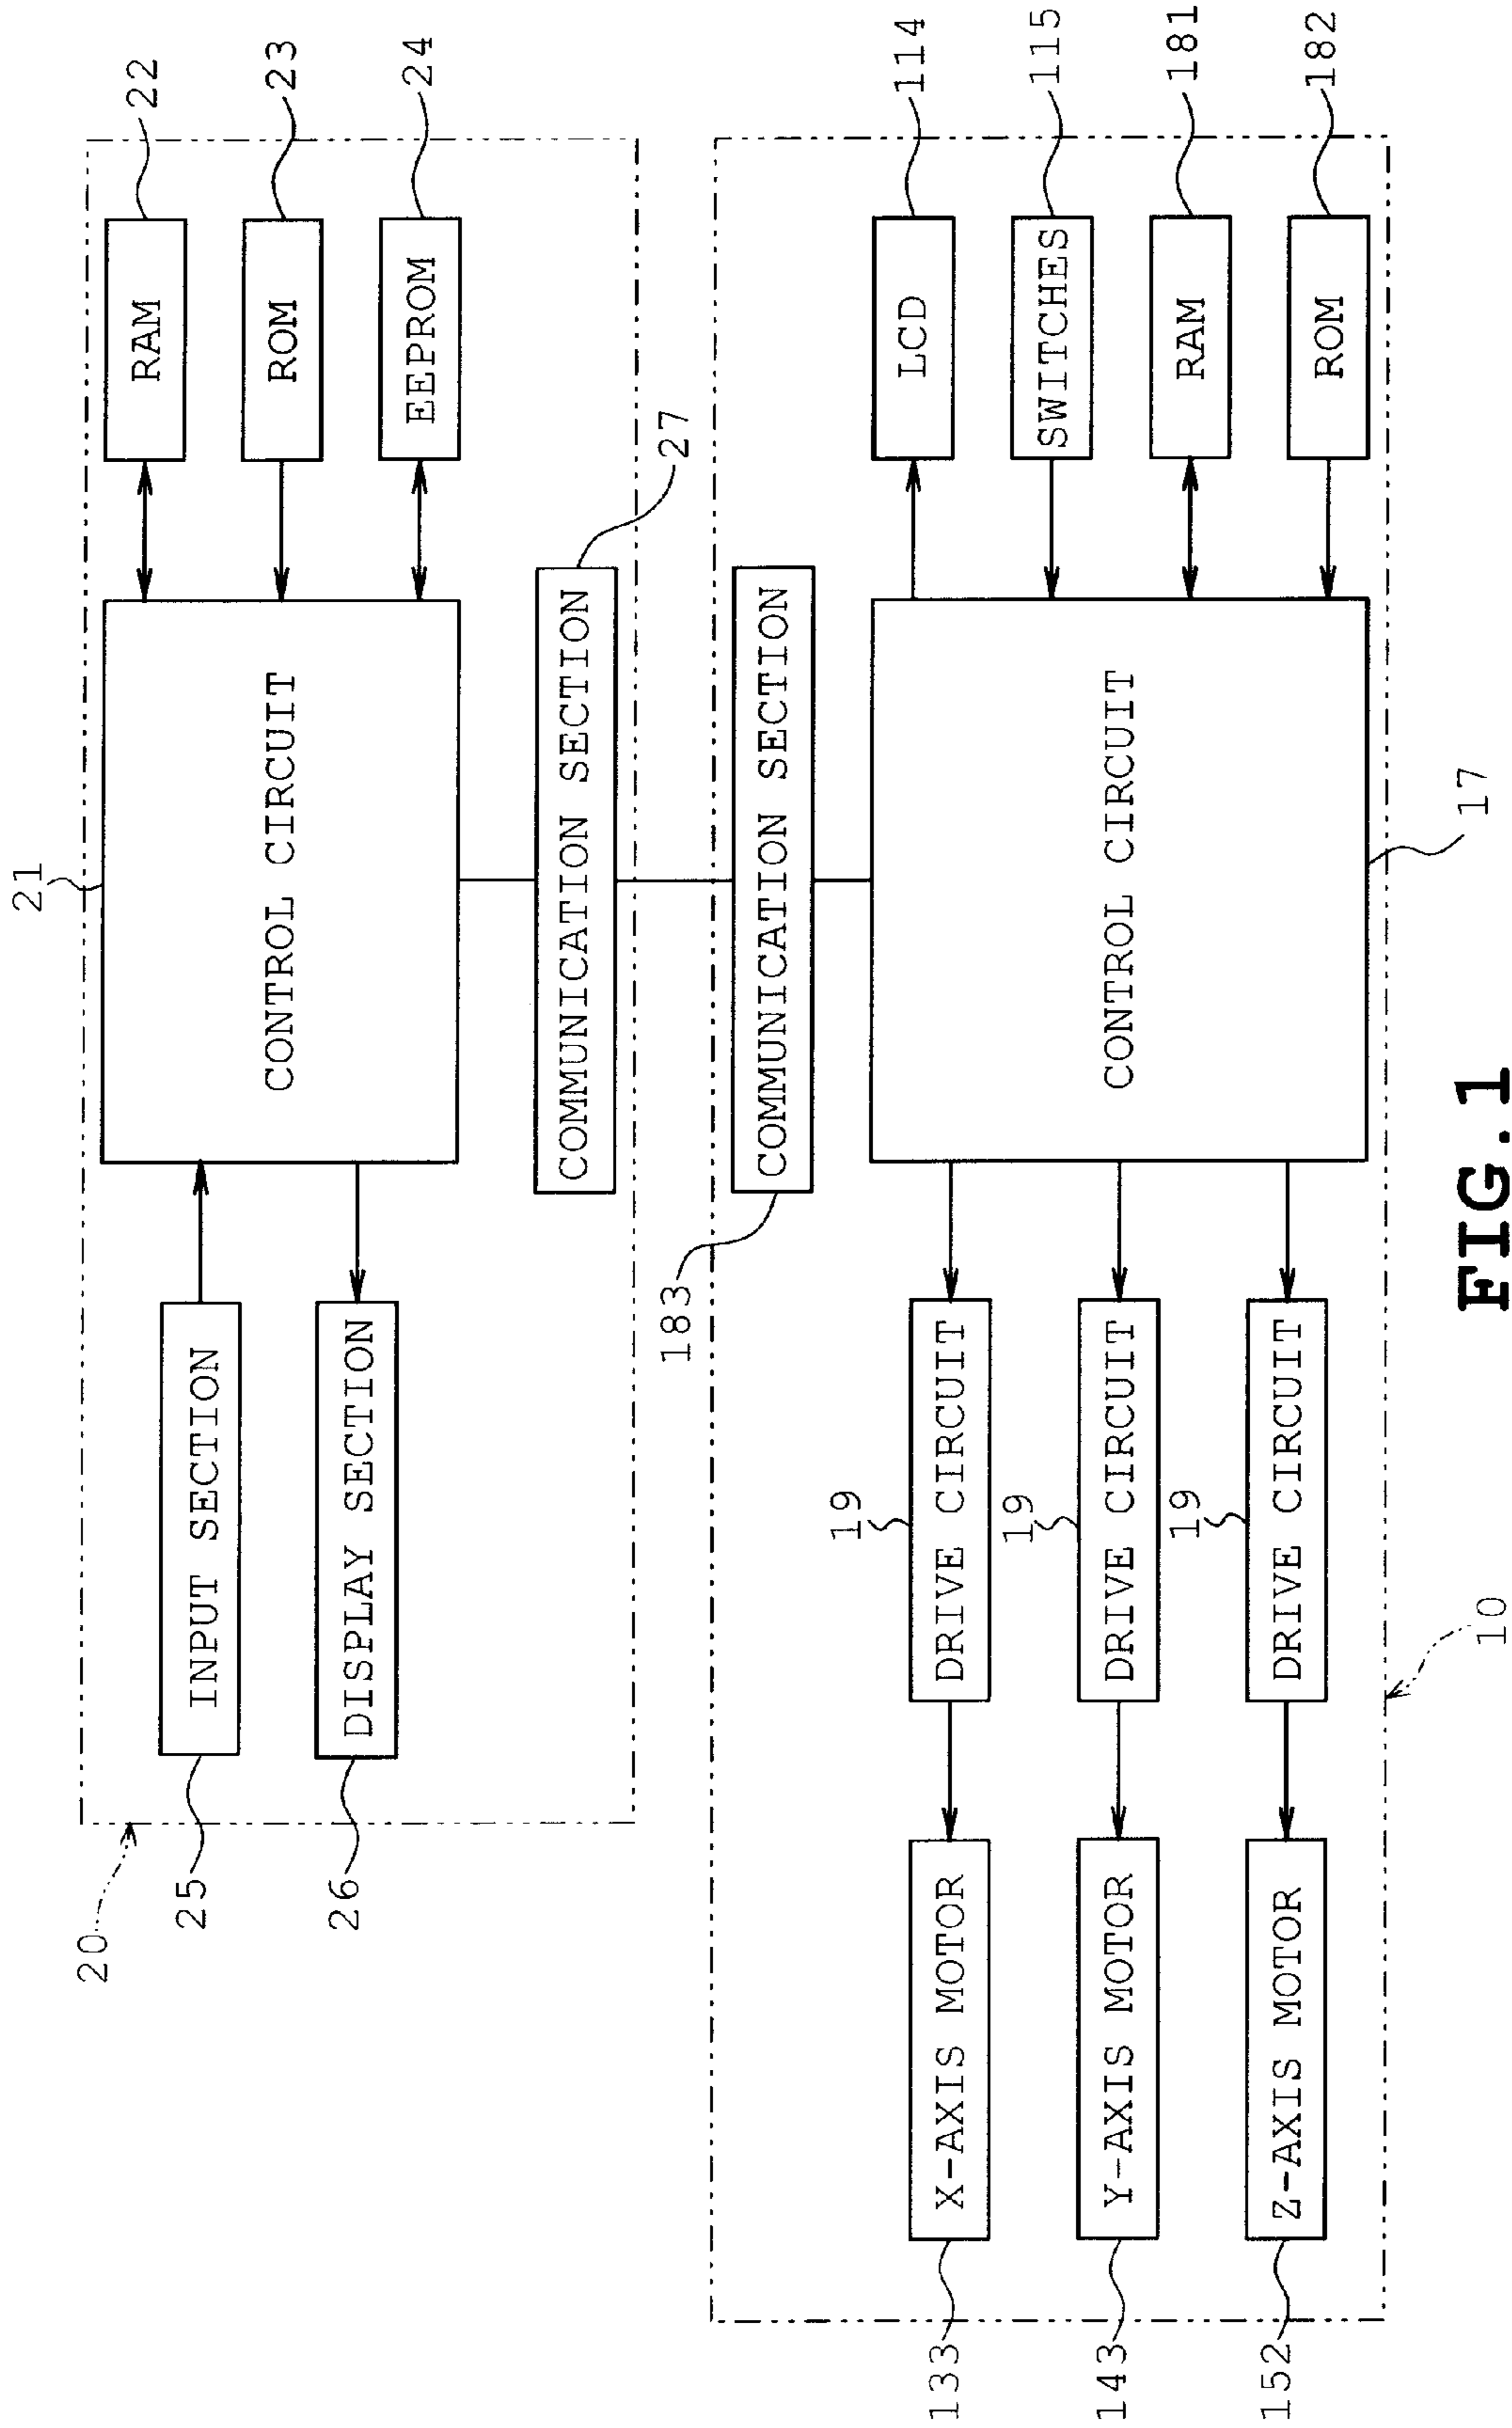 20
21
22
25
INPUT SECTION
CONTROL CIRCUIT
RAM
23
ROM
26
DISPLAY SECTION
24
EEPROM
COMMUNICATION SECTION
27
183
COMMUNICATION SECTION
133
X-AXIS MOTOR
19
DRIVE CIRCUIT
CONTROL CIRCUIT
LCD
114
SWITCHES
115
143
Y-AXIS MOTOR
19
DRIVE CIRCUIT
RAM
181
152
Z-AXIS MOTOR
19
DRIVE CIRCUIT
ROM
182
10
17
FIG.1